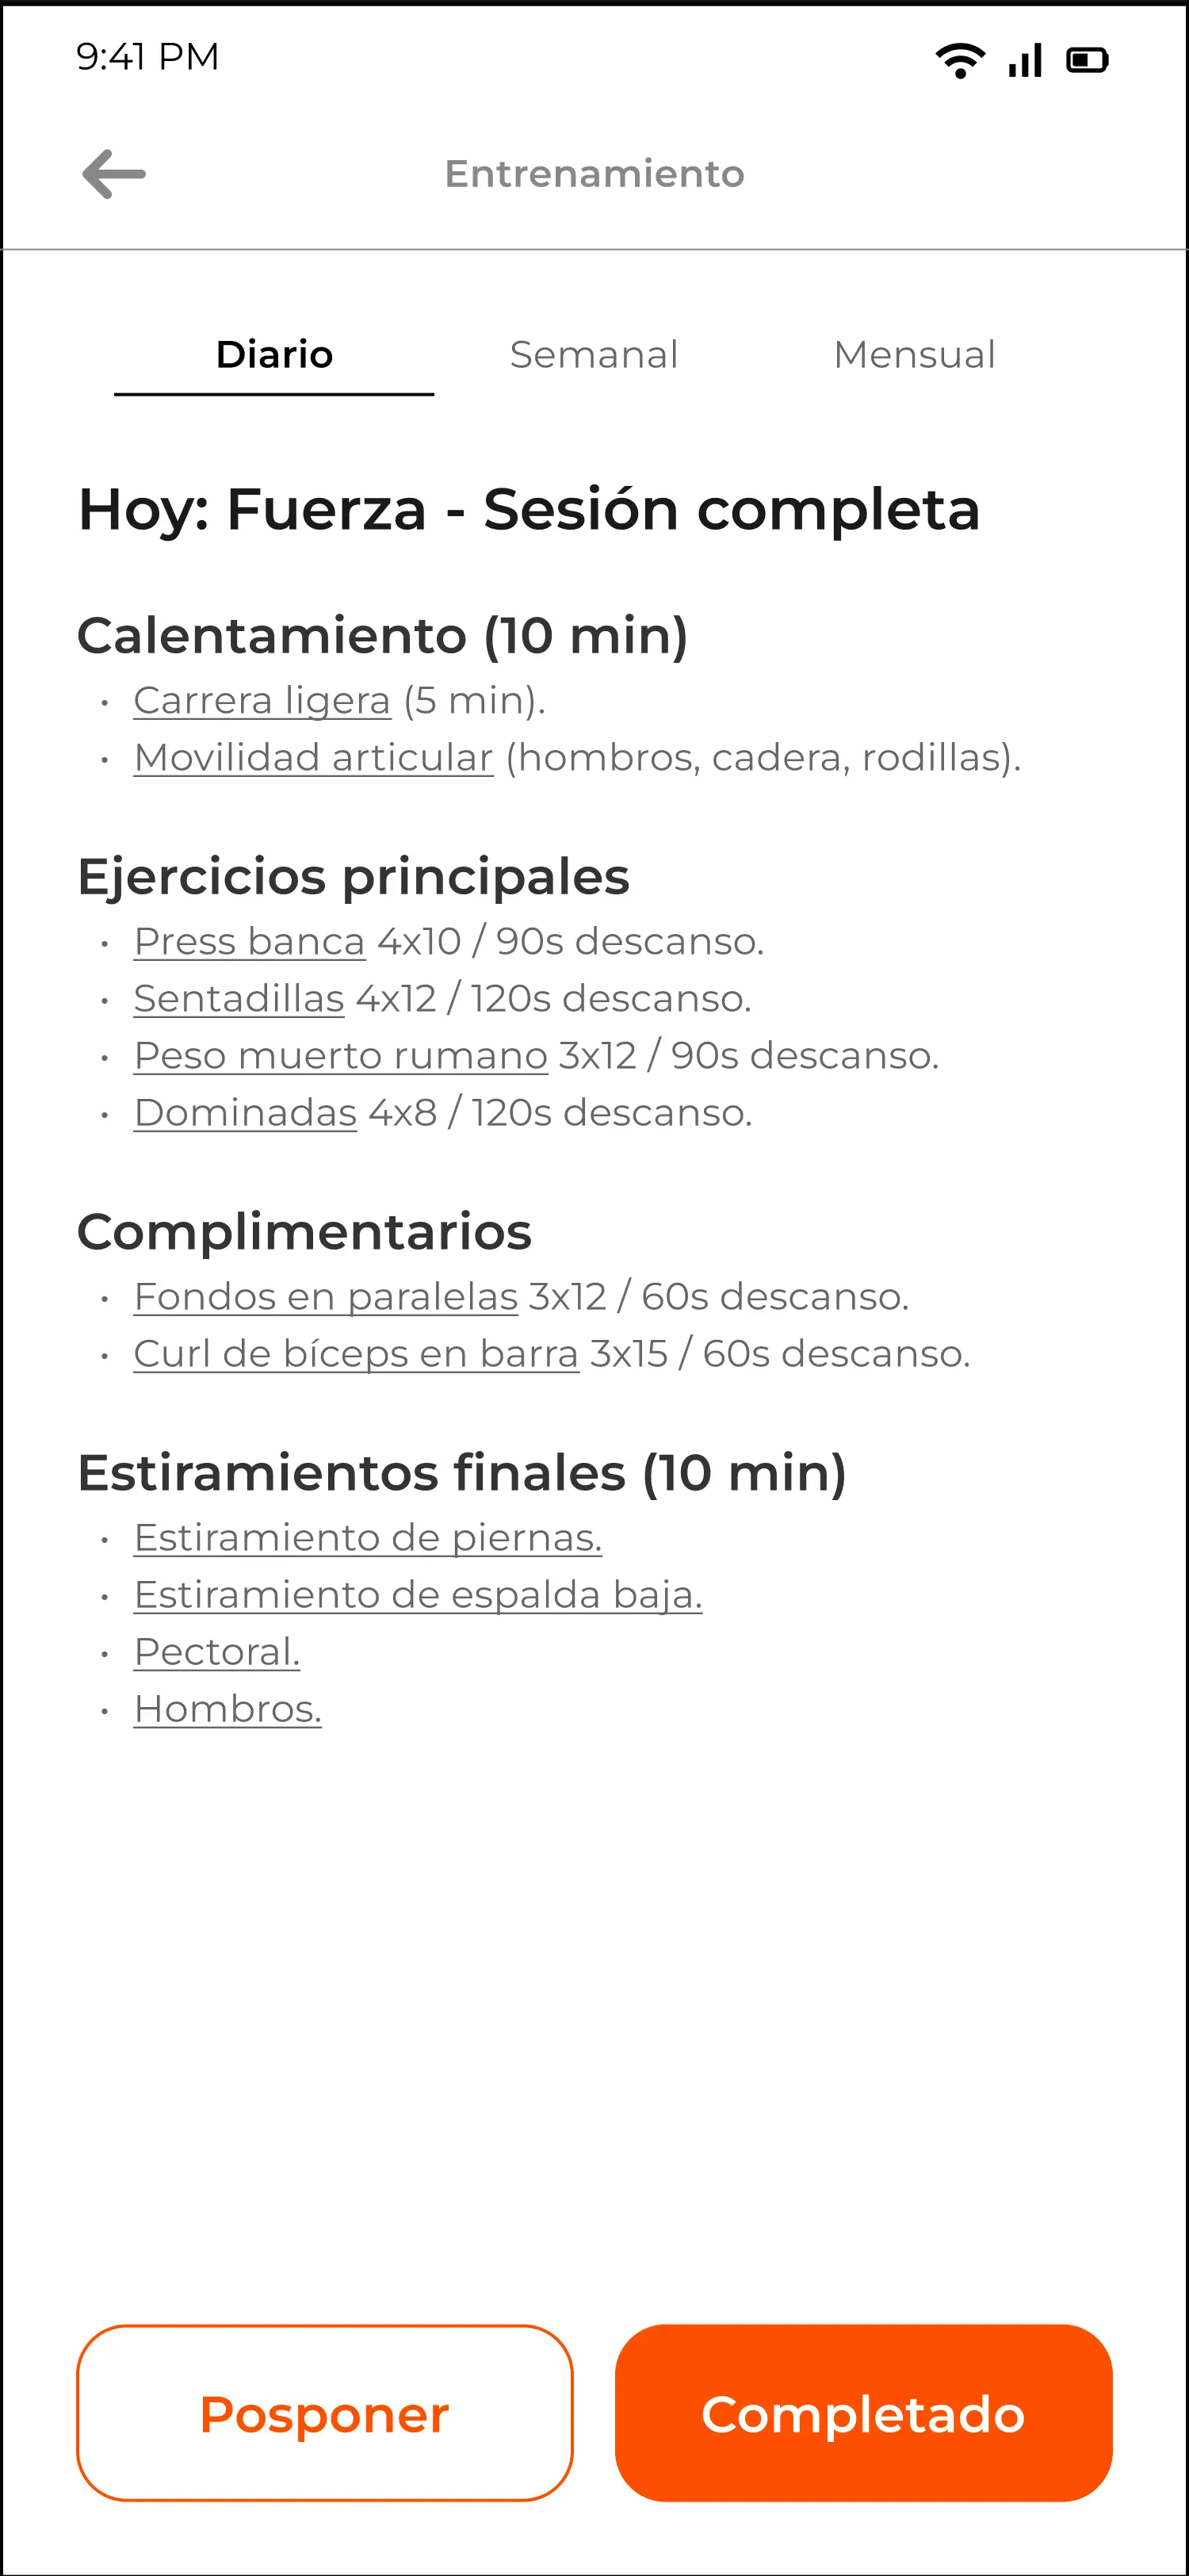 9:41 PM
Entrenamiento
Diario Semanal Mensual
Hoy: Fuerza - Sesión completa
Calentamiento (10 min)
• Carrera ligera (5 min).
• Movilidad articular (hombros, cadera, rodillas).
Ejercicios principales
• Press banca 4x10 / 90s descanso.
• Sentadillas 4x12 / 120s descanso.
• Peso muerto rumano 3x12 / 90s descanso.
• Dominadas 4x8 / 120s descanso.
Complimentarios
• Fondos en paralelas 3x12 / 60s descanso.
• Curl de bíceps en barra 3x15 / 60s descanso.
Estiramientos finales (10 min)
• Estiramiento de piernas.
• Estiramiento de espalda baja.
• Pectoral.
• Hombros.
Posponer Completado